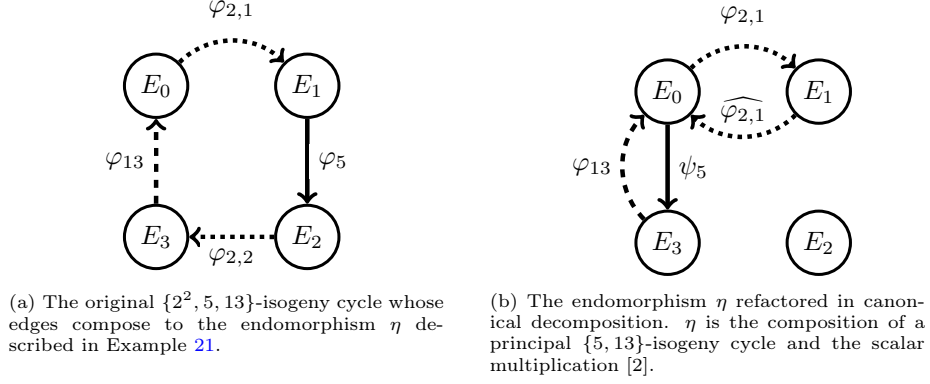 φ₂,₁
E₀
E₁
φ₁₃
φ₅
E₃
E₂
φ₂,₂
(a) The original {2², 5, 13}-isogeny cycle whose
edges compose to the endomorphism η de-
scribed in Example 21.
φ₂,₁
E₀
E₁
\widehat{φ₂,₁}
φ₁₃
ψ₅
E₃
E₂
(b) The endomorphism η refactored in canon-
ical decomposition. η is the composition of a
principal {5, 13}-isogeny cycle and the scalar
multiplication [2].